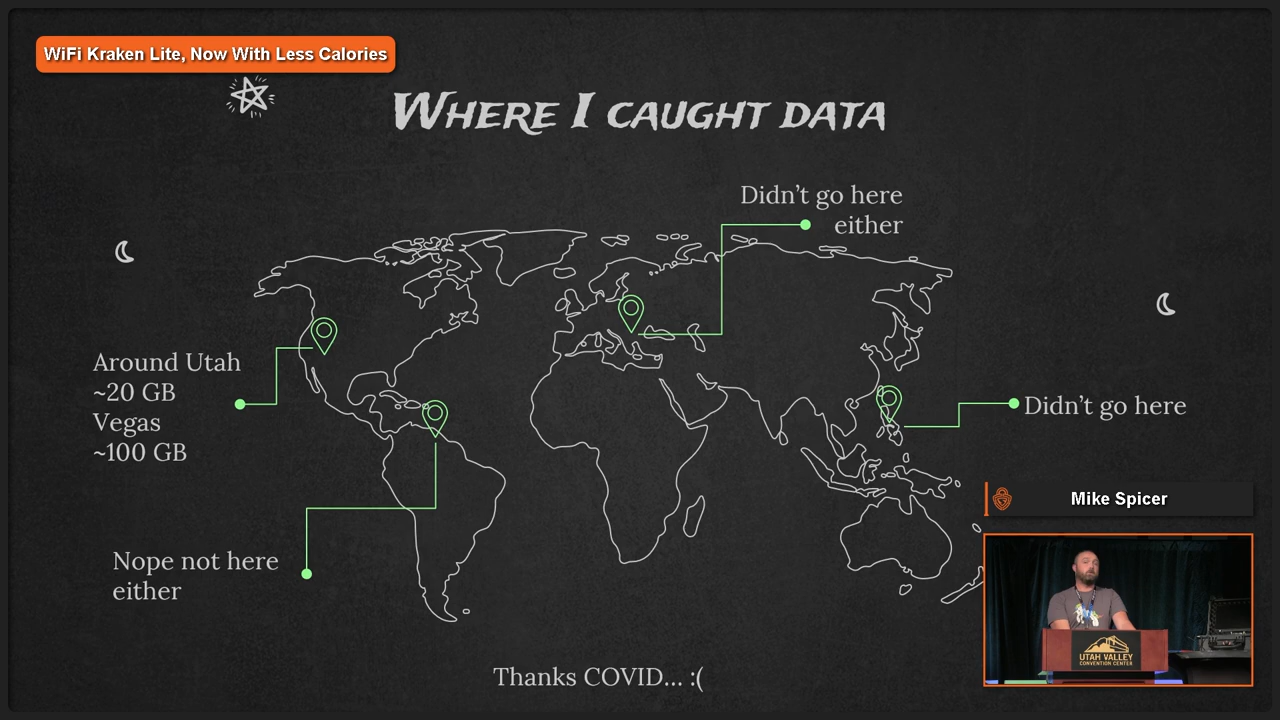 WiFi Kraken Lite, Now With Less Calories
Where I caught data
Didn't go here
either
Around Utah
~20 GB
Vegas
~100 GB
Didn't go here
Mike Spicer
Nope not here
either
UTAH VALLEY
CONVENTION CENTER
Thanks COVID... :(